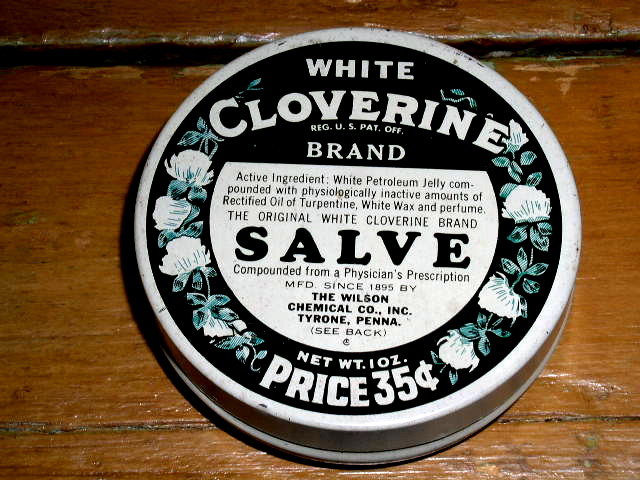 WHITE
CLOVERINE
REG. U. S. PAT. OFF.
BRAND
Active Ingredient: White Petroleum Jelly com-
pounded with physiologically inactive amounts of
Rectified Oil of Turpentine, White Wax and perfume.
THE ORIGINAL WHITE CLOVERINE BRAND
SALVE
Compounded from a Physician's Prescription
MFD. SINCE 1895 BY
THE WILSON
CHEMICAL CO., INC.
TYRONE, PENNA.
(SEE BACK)
NET WT. 1 OZ.
PRICE 35¢